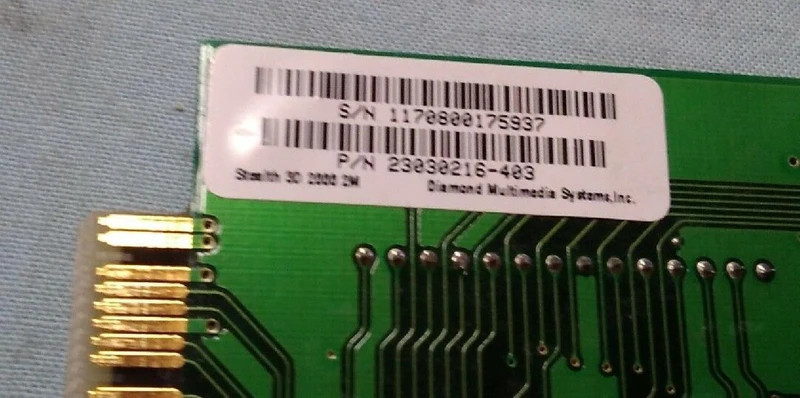 S/N 1170800175937
P/N 23030216-403
Stealth 3D 2000 2M Diamond Multimedia Systems,Inc.